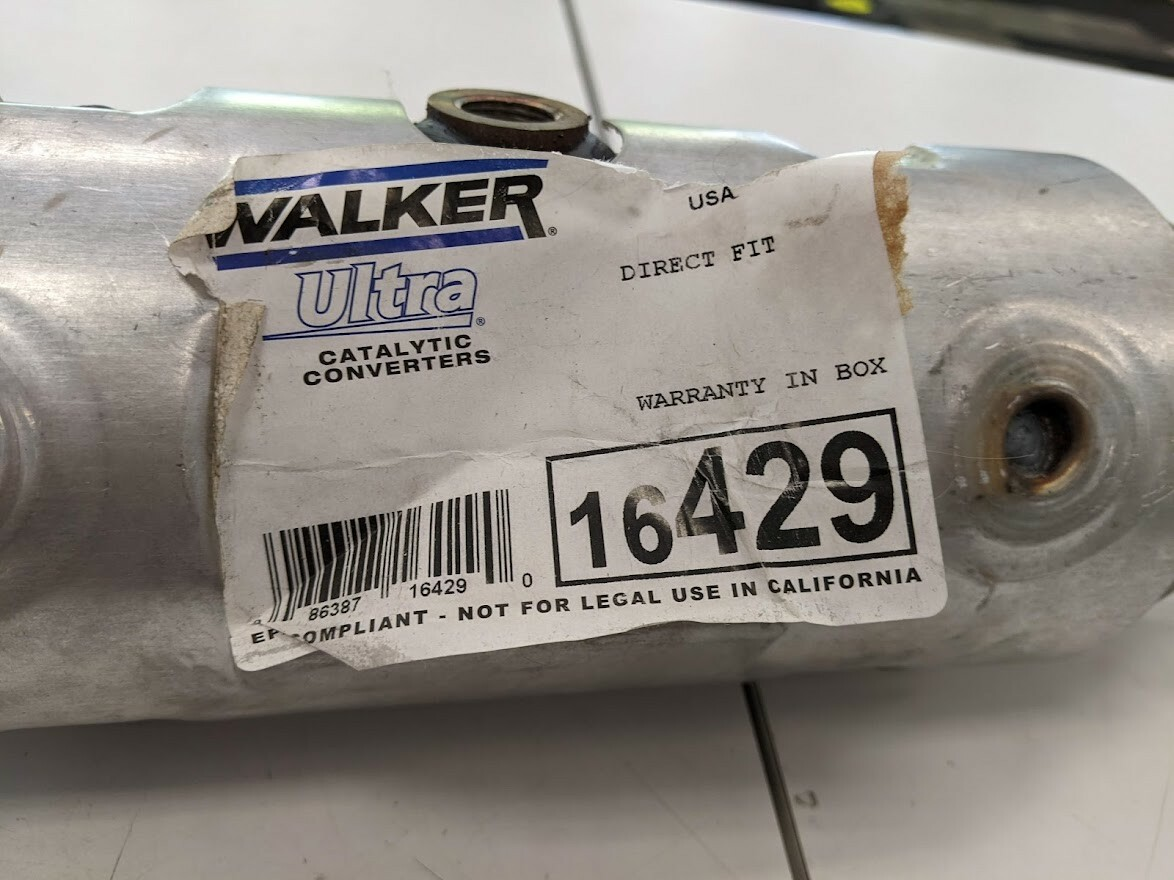 WALKER®
USA
Ultra®
DIRECT FIT
CATALYTIC
CONVERTERS
WARRANTY IN BOX
16429
86387 16429 0
COMPLIANT - NOT FOR LEGAL USE IN CALIFORNIA